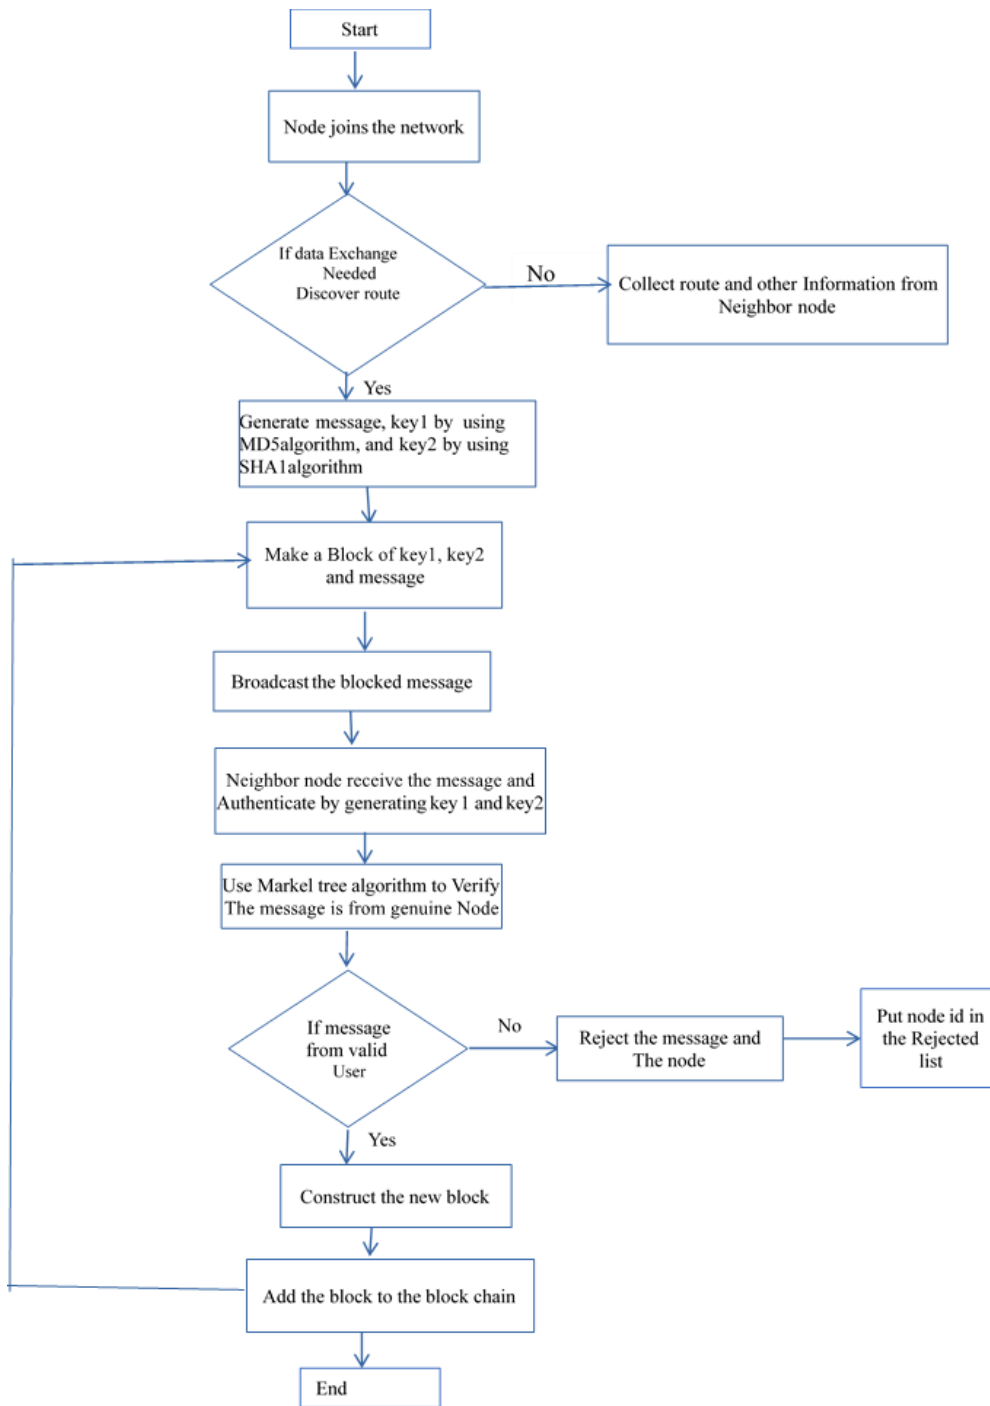 Start
Node joins the network
If data Exchange
Needed
Discover route
No
Collect route and other Information from
Neighbor node
Yes
Generate message, key1 by using
MD5algorithm, and key2 by using
SHA1algorithm
Make a Block of key1, key2
and message
Broadcast the blocked message
Neighbor node receive the message and
Authenticate by generating key 1 and key2
Use Markel tree algorithm to Verify
The message is from genuine Node
If message
from valid
User
No
Reject the message and
The node
Put node id in
the Rejected
list
Yes
Construct the new block
Add the block to the block chain
End